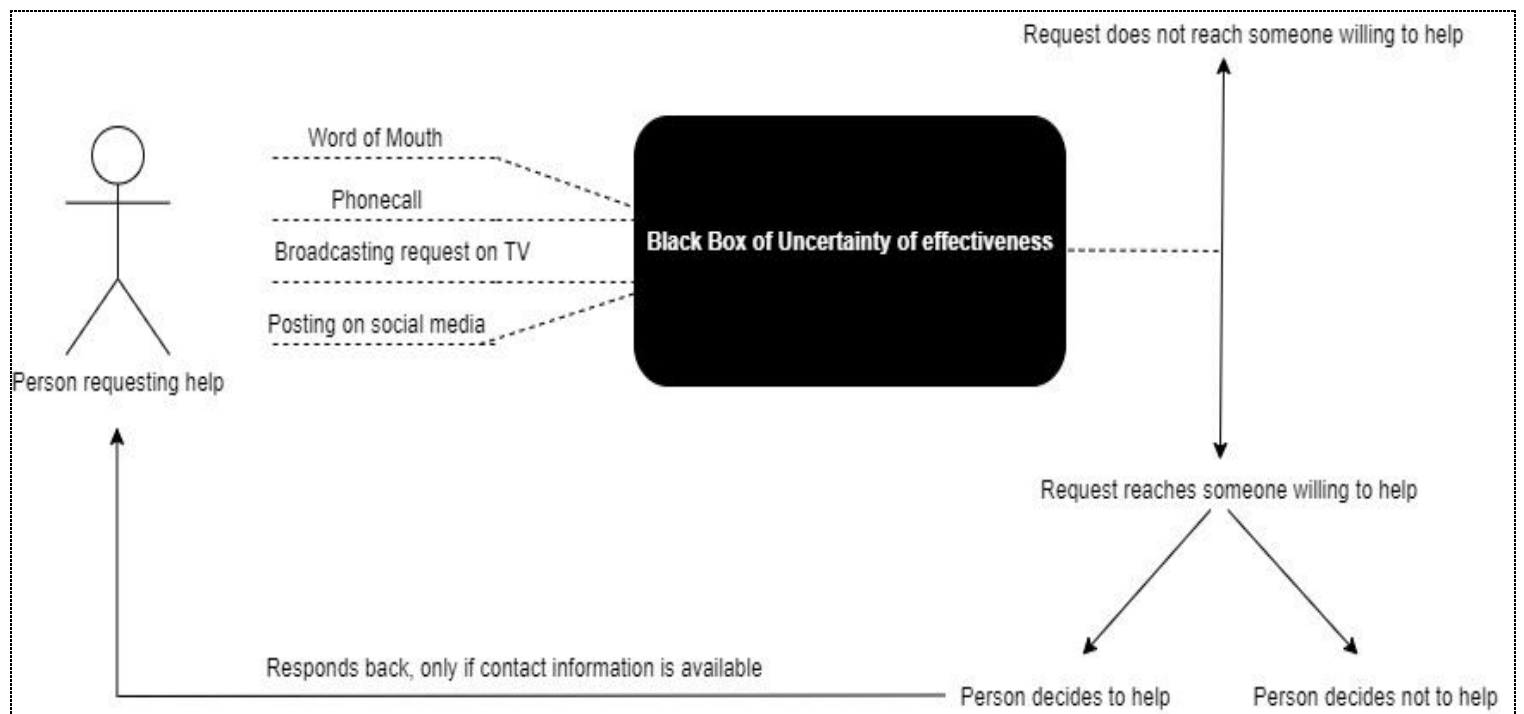 Request does not reach someone willing to help
Word of Mouth
Phonecall
Broadcasting request on TV
Posting on social media
Black Box of Uncertainty of effectiveness
Person requesting help
Request reaches someone willing to help
Responds back, only if contact information is available
Person decides to help
Person decides not to help